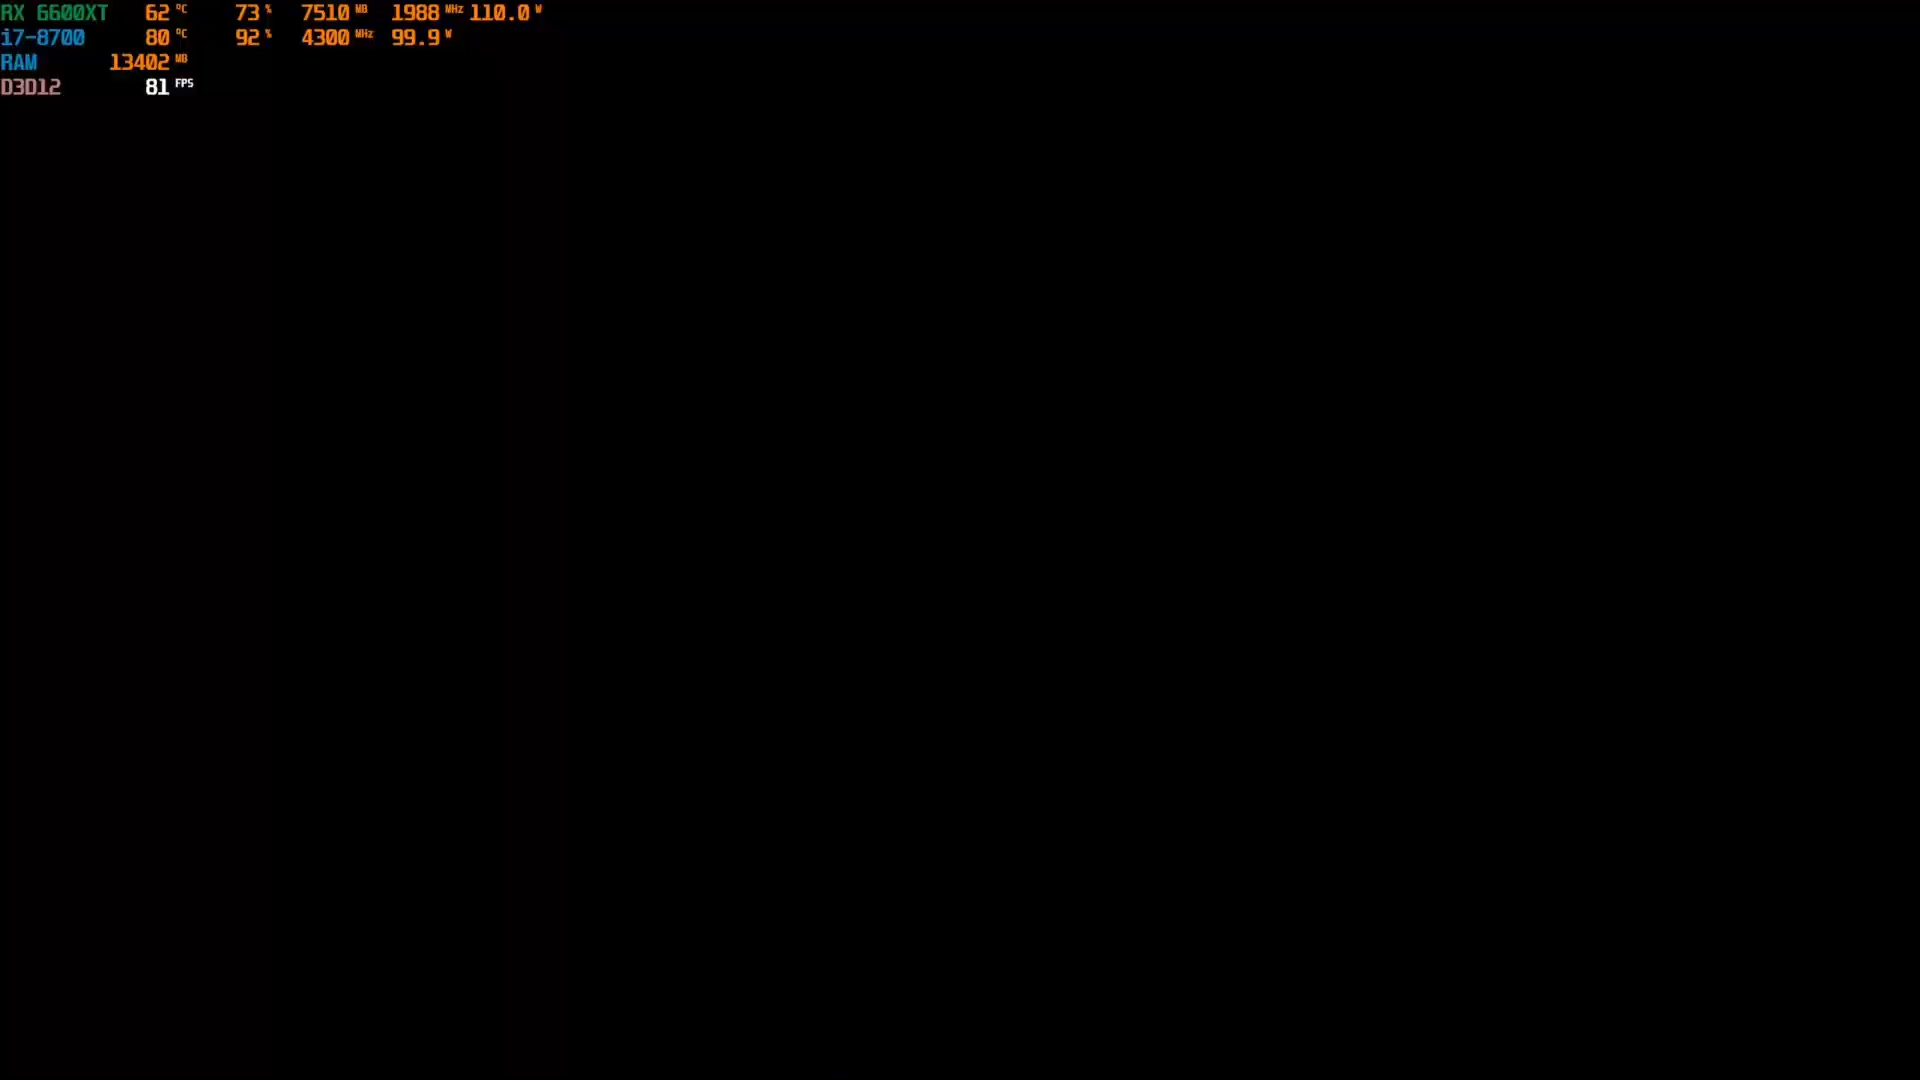 RX 6600XT 62 °C 73 % 7510 MB 1988 MHz 110.0 W
i7-8700 80 °C 92 % 4300 MHz 99.9 W
RAM 13402 MB
D3D12 81 FPS